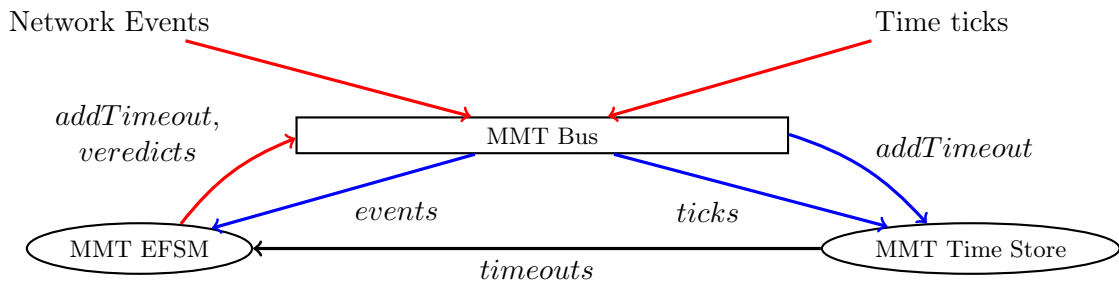 Network Events
Time ticks
addTimeout,
veredicts
MMT Bus
addTimeout
events
ticks
MMT EFSM
MMT Time Store
timeouts